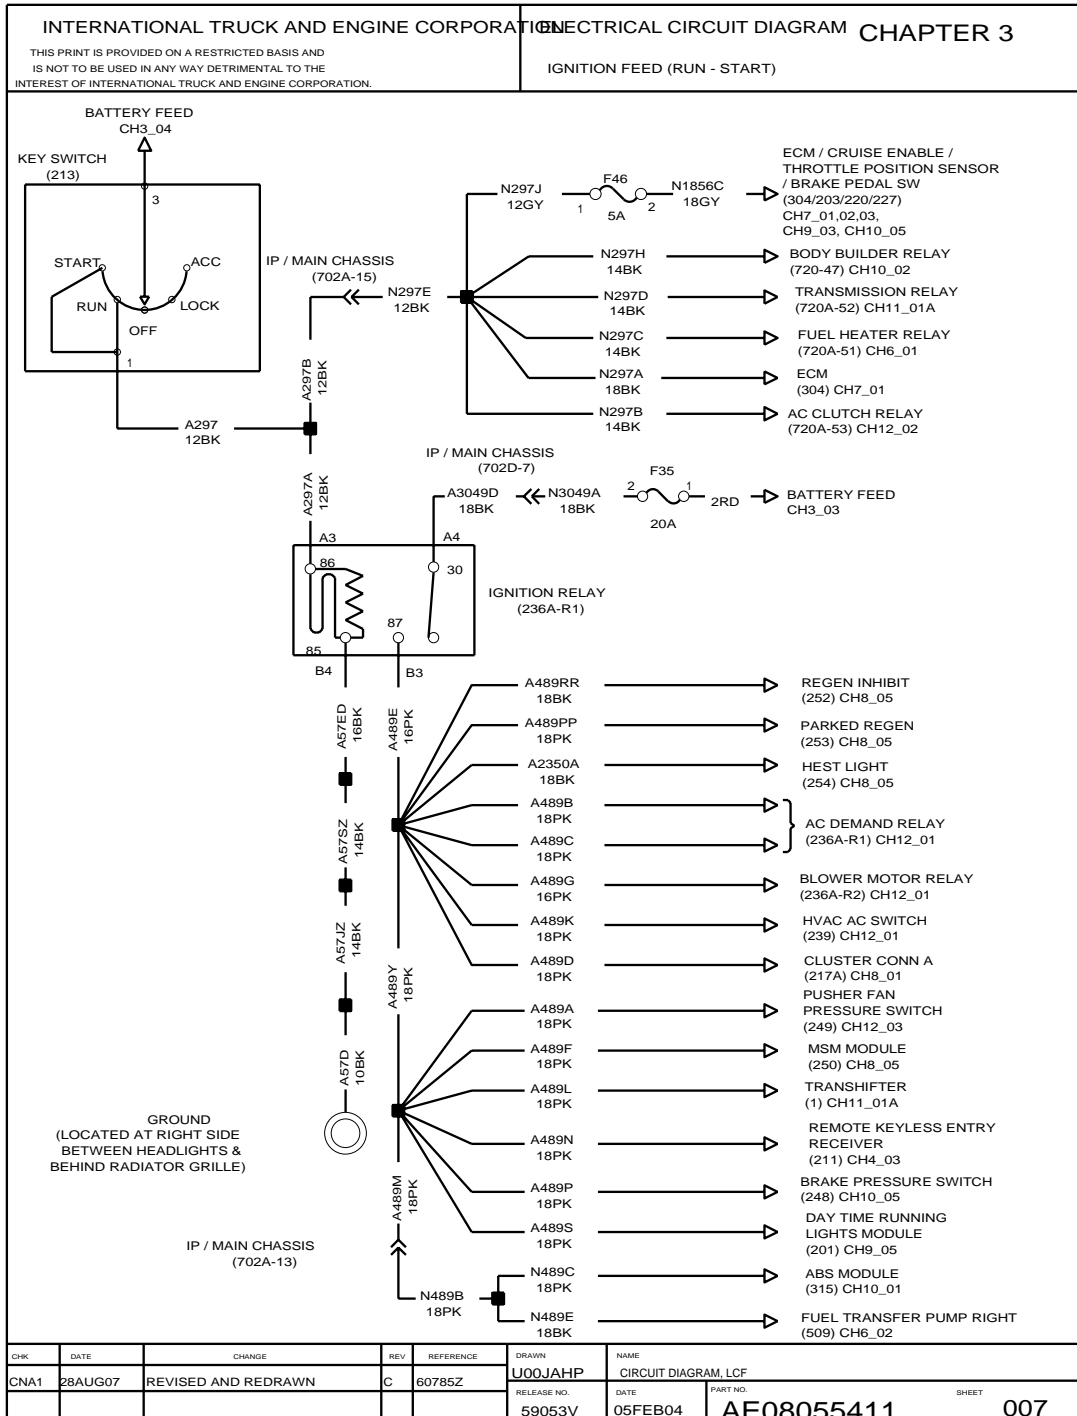 INTERNATIONAL TRUCK AND ENGINE CORPORATION
THIS PRINT IS PROVIDED ON A RESTRICTED BASIS AND
IS NOT TO BE USED IN ANY WAY DETRIMENTAL TO THE
INTEREST OF INTERNATIONAL TRUCK AND ENGINE CORPORATION.
ELECTRICAL CIRCUIT DIAGRAM CHAPTER 3
IGNITION FEED (RUN - START)
BATTERY FEED
CH3_04
KEY SWITCH
(213)
3
START
ACC
RUN
LOCK
OFF
1
A297
12BK
IP / MAIN CHASSIS
(702A-15)
N297E
12BK
A297B
12BK
A297A
12BK
N297J
12GY
1
F46
5A
2
N1856C
18GY
ECM / CRUISE ENABLE /
THROTTLE POSITION SENSOR
/ BRAKE PEDAL SW
(304/203/220/227)
CH7_01,02,03,
CH9_03, CH10_05
N297H
14BK
BODY BUILDER RELAY
(720-47) CH10_02
N297D
14BK
TRANSMISSION RELAY
(720A-52) CH11_01A
N297C
14BK
FUEL HEATER RELAY
(720A-51) CH6_01
N297A
18BK
ECM
(304) CH7_01
N297B
14BK
AC CLUTCH RELAY
(720A-53) CH12_02
IP / MAIN CHASSIS
(702D-7)
A3049D
18BK
N3049A
18BK
2
F35
1
20A
2RD
BATTERY FEED
CH3_03
A3
A4
86
30
87
85
B4
B3
IGNITION RELAY
(236A-R1)
A57ED
16BK
A489E
16PK
A57SZ
14BK
A57JZ
14BK
A57D
10BK
A489Y
18PK
A489M
18PK
A489RR
18BK
REGEN INHIBIT
(252) CH8_05
A489PP
18PK
PARKED REGEN
(253) CH8_05
A2350A
18BK
HEST LIGHT
(254) CH8_05
A489B
18PK
A489C
18PK
AC DEMAND RELAY
(236A-R1) CH12_01
A489G
16PK
BLOWER MOTOR RELAY
(236A-R2) CH12_01
A489K
18PK
HVAC AC SWITCH
(239) CH12_01
A489D
18PK
CLUSTER CONN A
(217A) CH8_01
A489A
18PK
PUSHER FAN
PRESSURE SWITCH
(249) CH12_03
A489F
18PK
MSM MODULE
(250) CH8_05
A489L
18PK
TRANSHIFTER
(1) CH11_01A
A489N
18PK
REMOTE KEYLESS ENTRY
RECEIVER
(211) CH4_03
A489P
18PK
BRAKE PRESSURE SWITCH
(248) CH10_05
A489S
18PK
DAY TIME RUNNING
LIGHTS MODULE
(201) CH9_05
GROUND
(LOCATED AT RIGHT SIDE
BETWEEN HEADLIGHTS &
BEHIND RADIATOR GRILLE)
IP / MAIN CHASSIS
(702A-13)
N489B
18PK
N489C
18PK
ABS MODULE
(315) CH10_01
N489E
18BK
FUEL TRANSFER PUMP RIGHT
(509) CH6_02
CHK DATE CHANGE REV REFERENCE
CNA1 28AUG07 REVISED AND REDRAWN C 60785Z
DRAWN
U00JAHP
NAME
CIRCUIT DIAGRAM, LCF
RELEASE NO.
59053V
DATE
05FEB04
PART NO.
AE08055411
SHEET
007